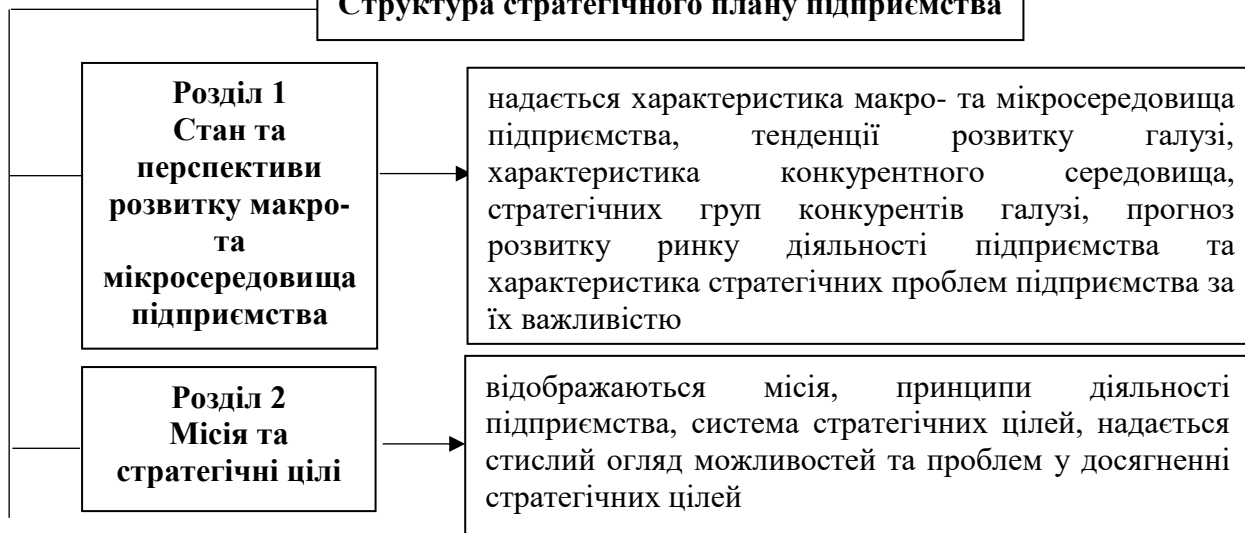 Структура стратегічного плану підприємства
Розділ 1
Стан та
перспективи
розвитку макро-
та
мікросередовища
підприємства
надається характеристика макро- та мікросередовища
підприємства, тенденції розвитку галузі,
характеристика конкурентного середовища,
стратегічних груп конкурентів галузі, прогноз
розвитку ринку діяльності підприємства та
характеристика стратегічних проблем підприємства за
їх важливістю
Розділ 2
Місія та
стратегічні цілі
відображаються місія, принципи діяльності
підприємства, система стратегічних цілей, надається
стислий огляд можливостей та проблем у досягненні
стратегічних цілей